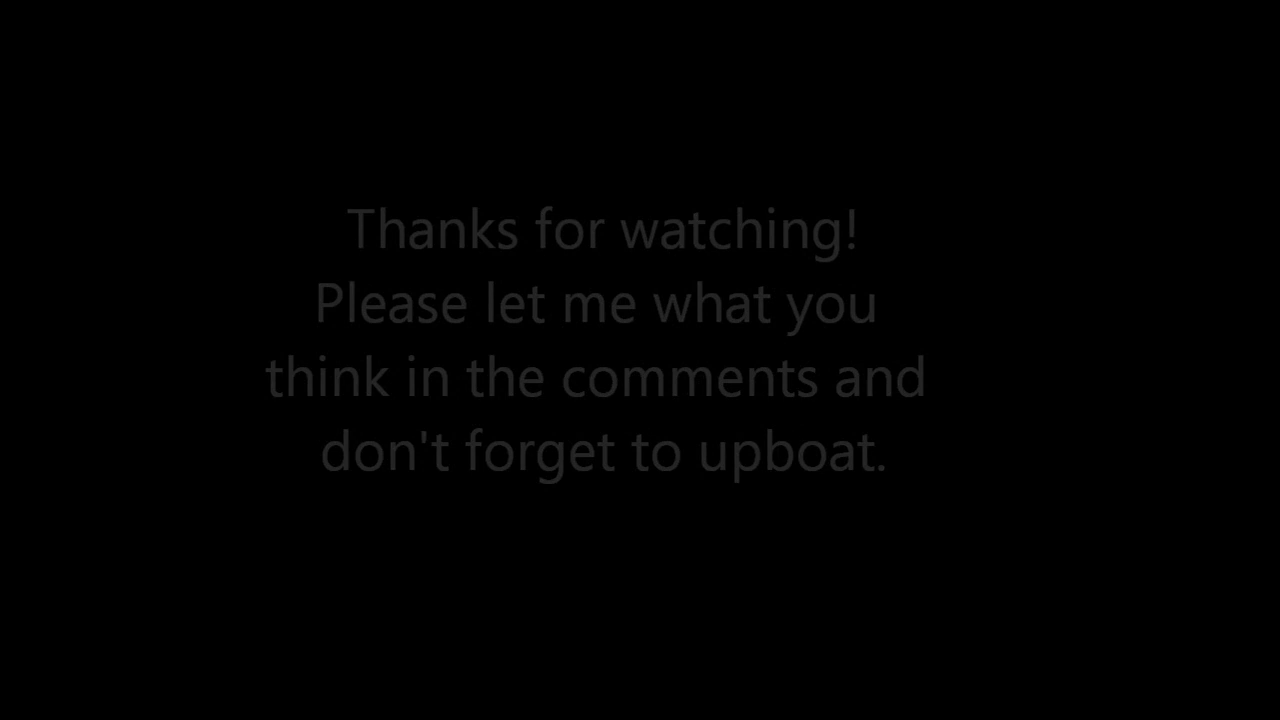 Thanks for watching!
Please let me what you
think in the comments and
don't forget to upboat.